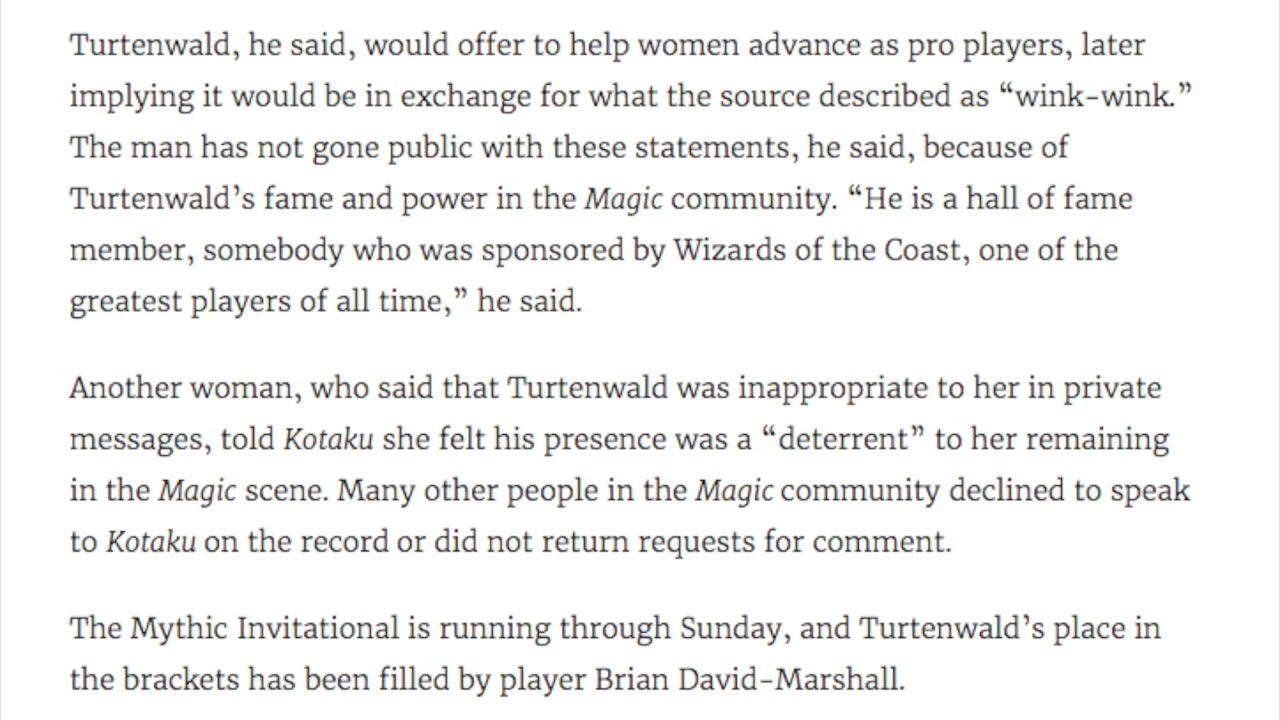 Turtenwald, he said, would offer to help women advance as pro players, later
implying it would be in exchange for what the source described as “wink-wink.”
The man has not gone public with these statements, he said, because of
Turtenwald’s fame and power in the Magic community. “He is a hall of fame
member, somebody who was sponsored by Wizards of the Coast, one of the
greatest players of all time,” he said.
Another woman, who said that Turtenwald was inappropriate to her in private
messages, told Kotaku she felt his presence was a “deterrent” to her remaining
in the Magic scene. Many other people in the Magic community declined to speak
to Kotaku on the record or did not return requests for comment.
The Mythic Invitational is running through Sunday, and Turtenwald’s place in
the brackets has been filled by player Brian David-Marshall.